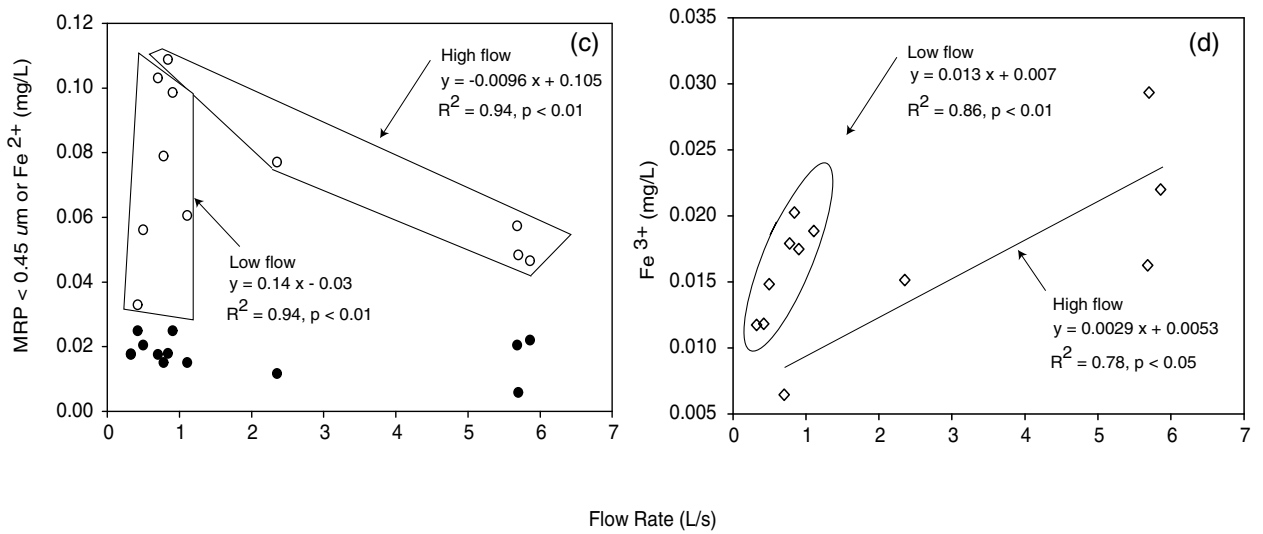 MRP < 0.45 um or Fe 2+ (mg/L)
0.12
0.10
0.08
0.06
0.04
0.02
0.00
0 1 2 3 4 5 6 7
(c)
High flow
y = -0.0096 x + 0.105
R2 = 0.94, p < 0.01
Low flow
y = 0.14 x - 0.03
R2 = 0.94, p < 0.01
Fe 3+ (mg/L)
0.035
0.030
0.025
0.020
0.015
0.010
0.005
0 1 2 3 4 5 6 7
(d)
Low flow
y = 0.013 x + 0.007
R2 = 0.86, p < 0.01
High flow
y = 0.0029 x + 0.0053
R2 = 0.78, p < 0.05
Flow Rate (L/s)